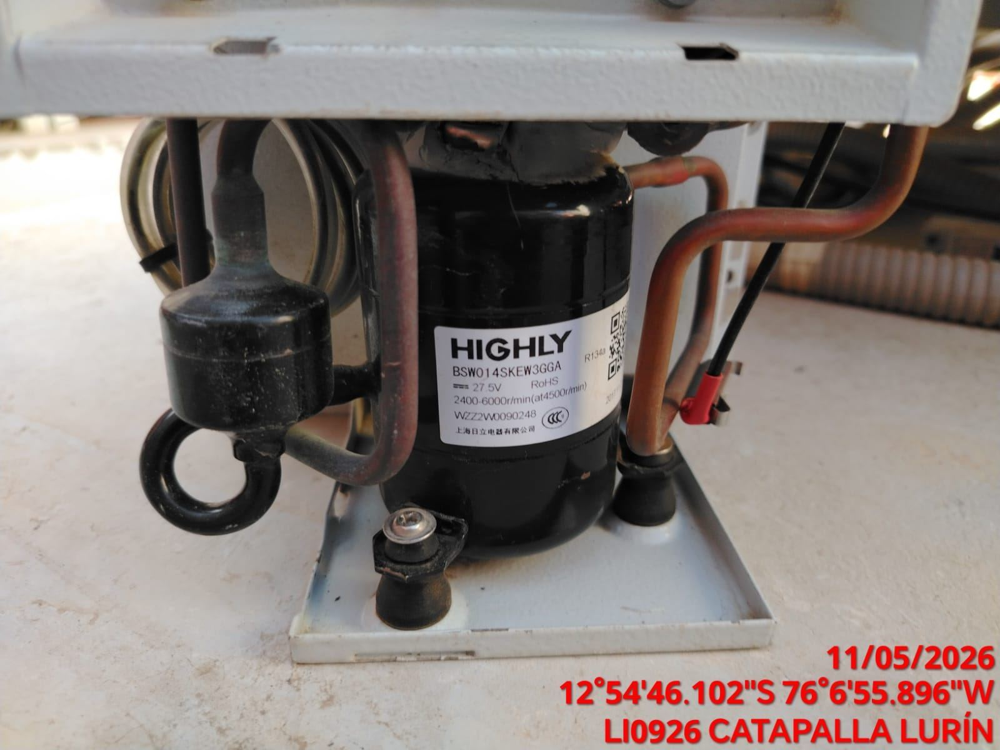 HIGHLY
BSW014SKEW3GGA
R134a
27.5V RoHS
2400-6000r/min(at4500r/min)
WZZ2W0090248
CCC
上海日立电器有限公司
11/05/2026
12°54'46.102"S 76°6'55.896"W
LI0926 CATAPALLA LURÍN